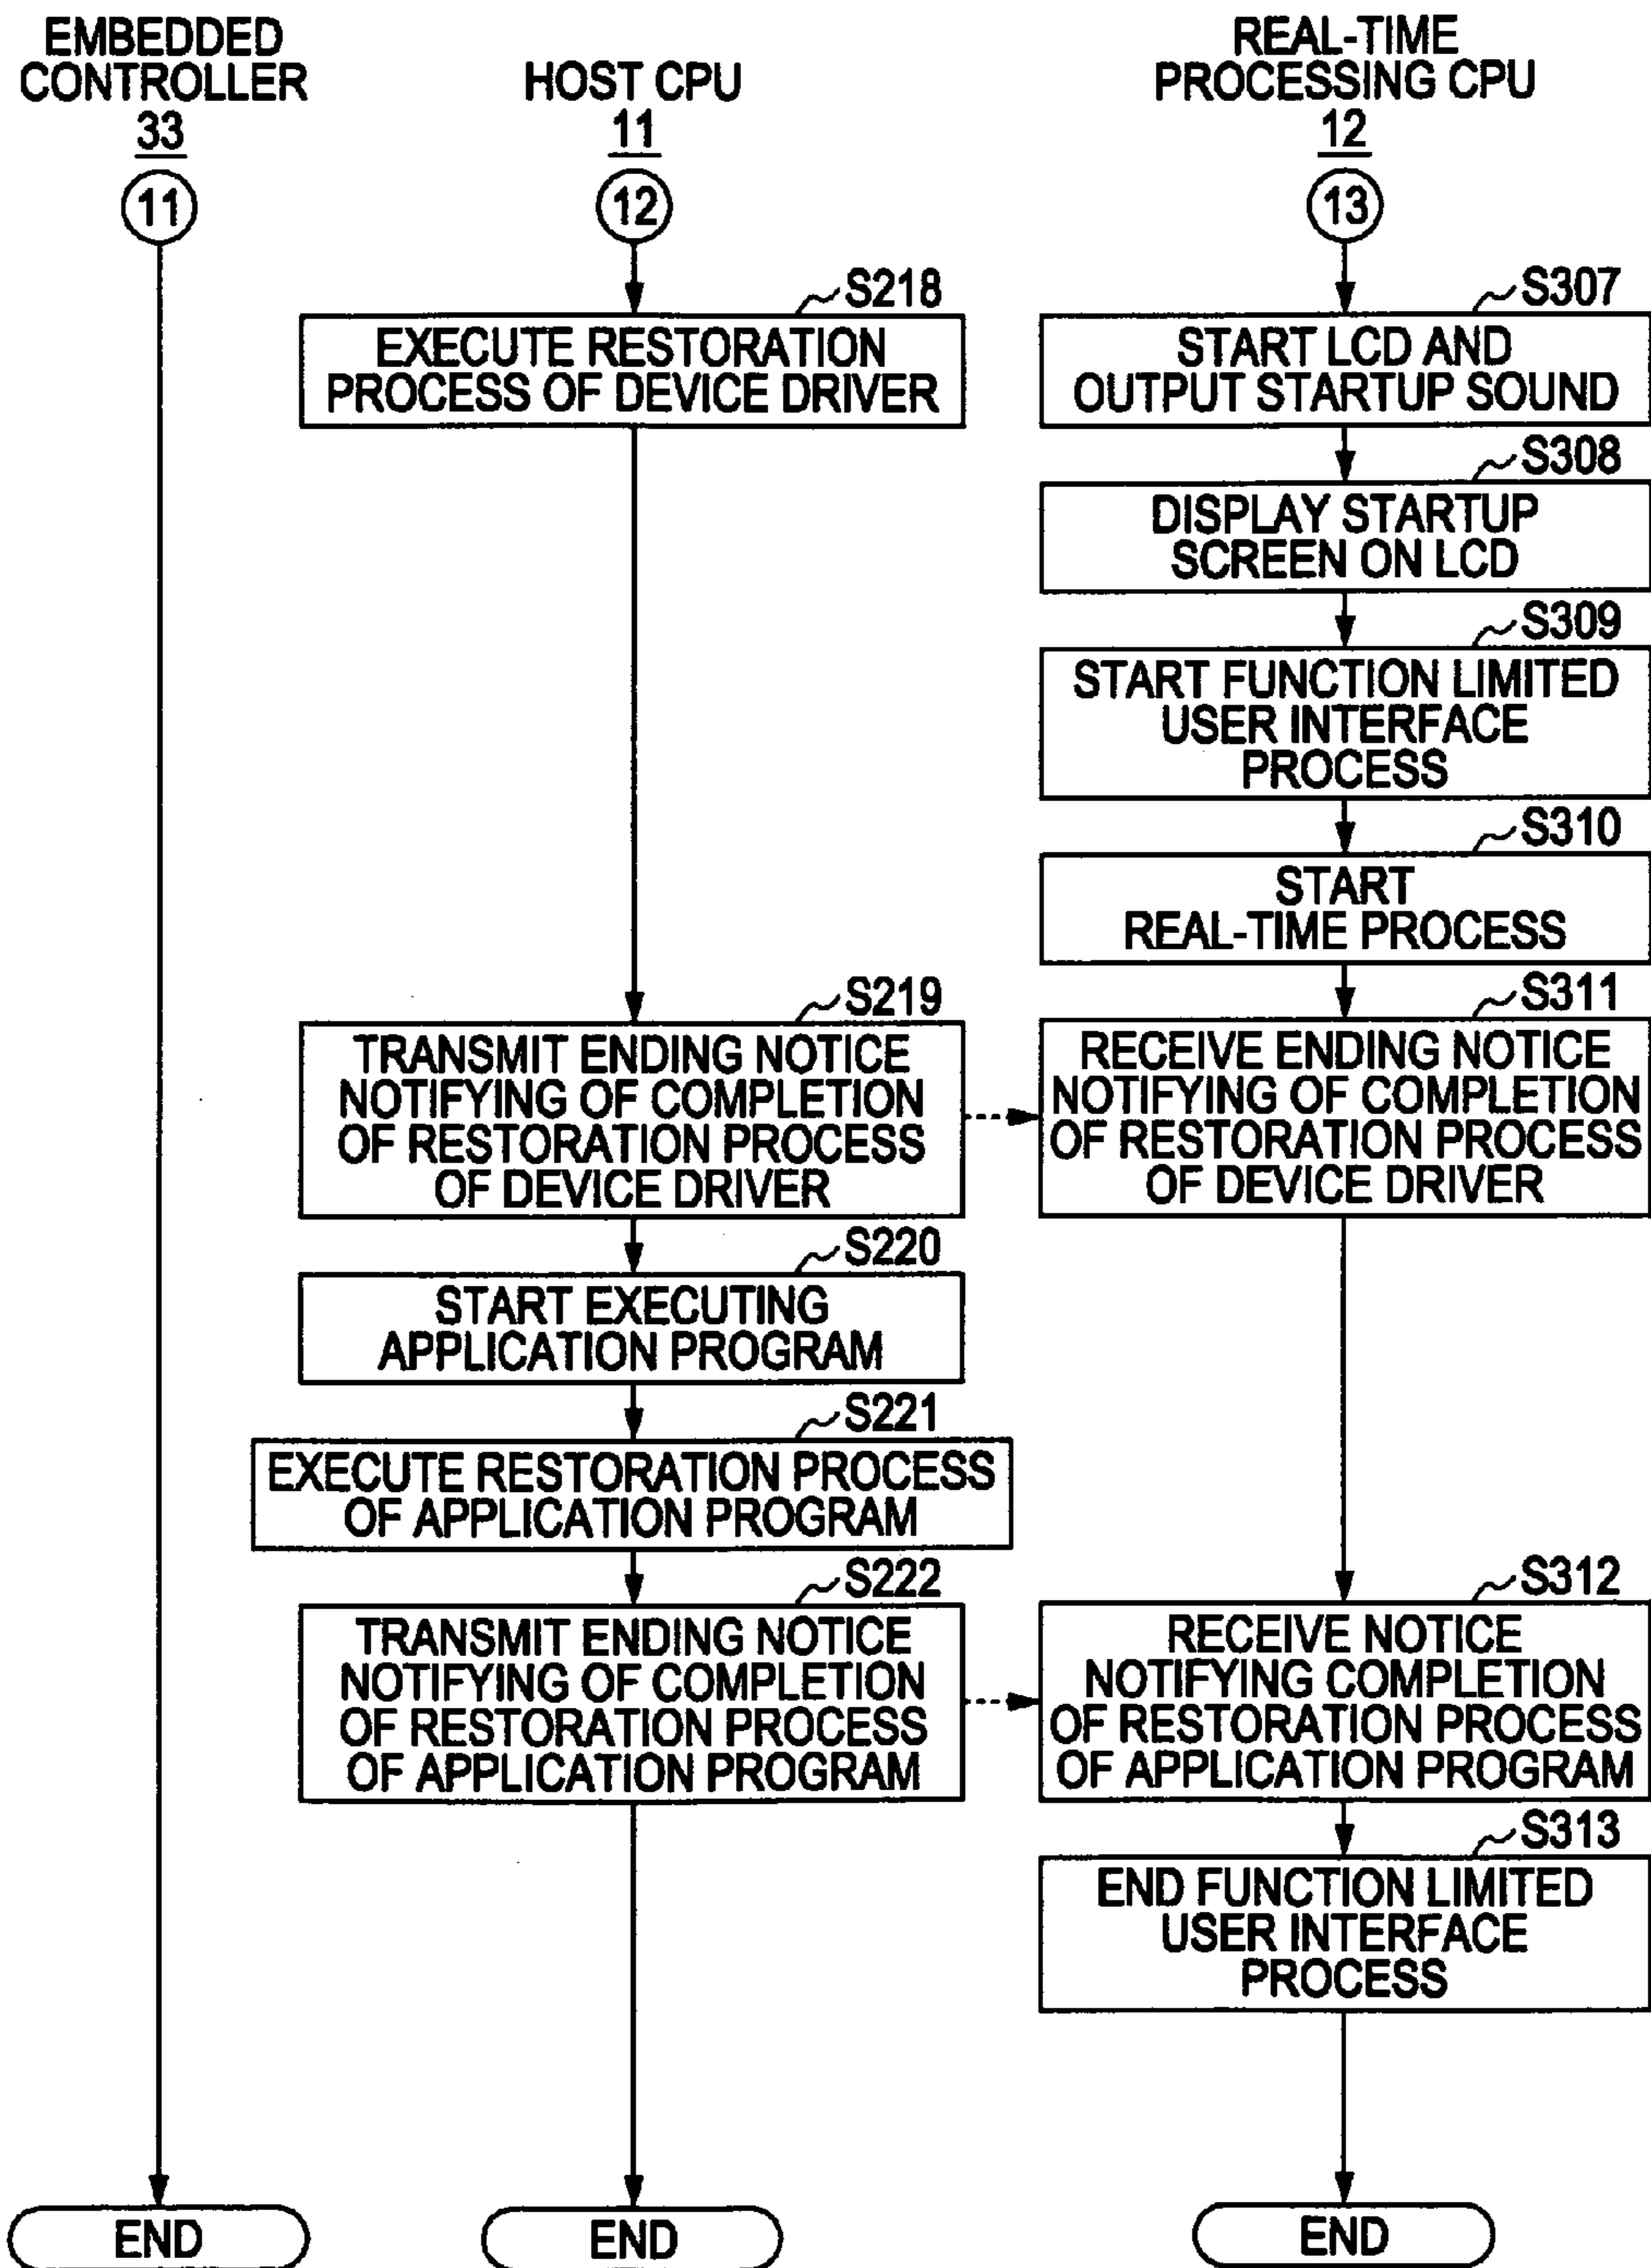 EMBEDDED
CONTROLLER
33
11
HOST CPU
11
12
REAL-TIME
PROCESSING CPU
12
13
S218
EXECUTE RESTORATION
PROCESS OF DEVICE DRIVER
S307
START LCD AND
OUTPUT STARTUP SOUND
S308
DISPLAY STARTUP
SCREEN ON LCD
S309
START FUNCTION LIMITED
USER INTERFACE
PROCESS
S310
START
REAL-TIME PROCESS
S219
TRANSMIT ENDING NOTICE
NOTIFYING OF COMPLETION
OF RESTORATION PROCESS
OF DEVICE DRIVER
S311
RECEIVE ENDING NOTICE
NOTIFYING OF COMPLETION
OF RESTORATION PROCESS
OF DEVICE DRIVER
S220
START EXECUTING
APPLICATION PROGRAM
S221
EXECUTE RESTORATION PROCESS
OF APPLICATION PROGRAM
S222
TRANSMIT ENDING NOTICE
NOTIFYING OF COMPLETION
OF RESTORATION PROCESS
OF APPLICATION PROGRAM
S312
RECEIVE NOTICE
NOTIFYING COMPLETION
OF RESTORATION PROCESS
OF APPLICATION PROGRAM
S313
END FUNCTION LIMITED
USER INTERFACE
PROCESS
END
END
END